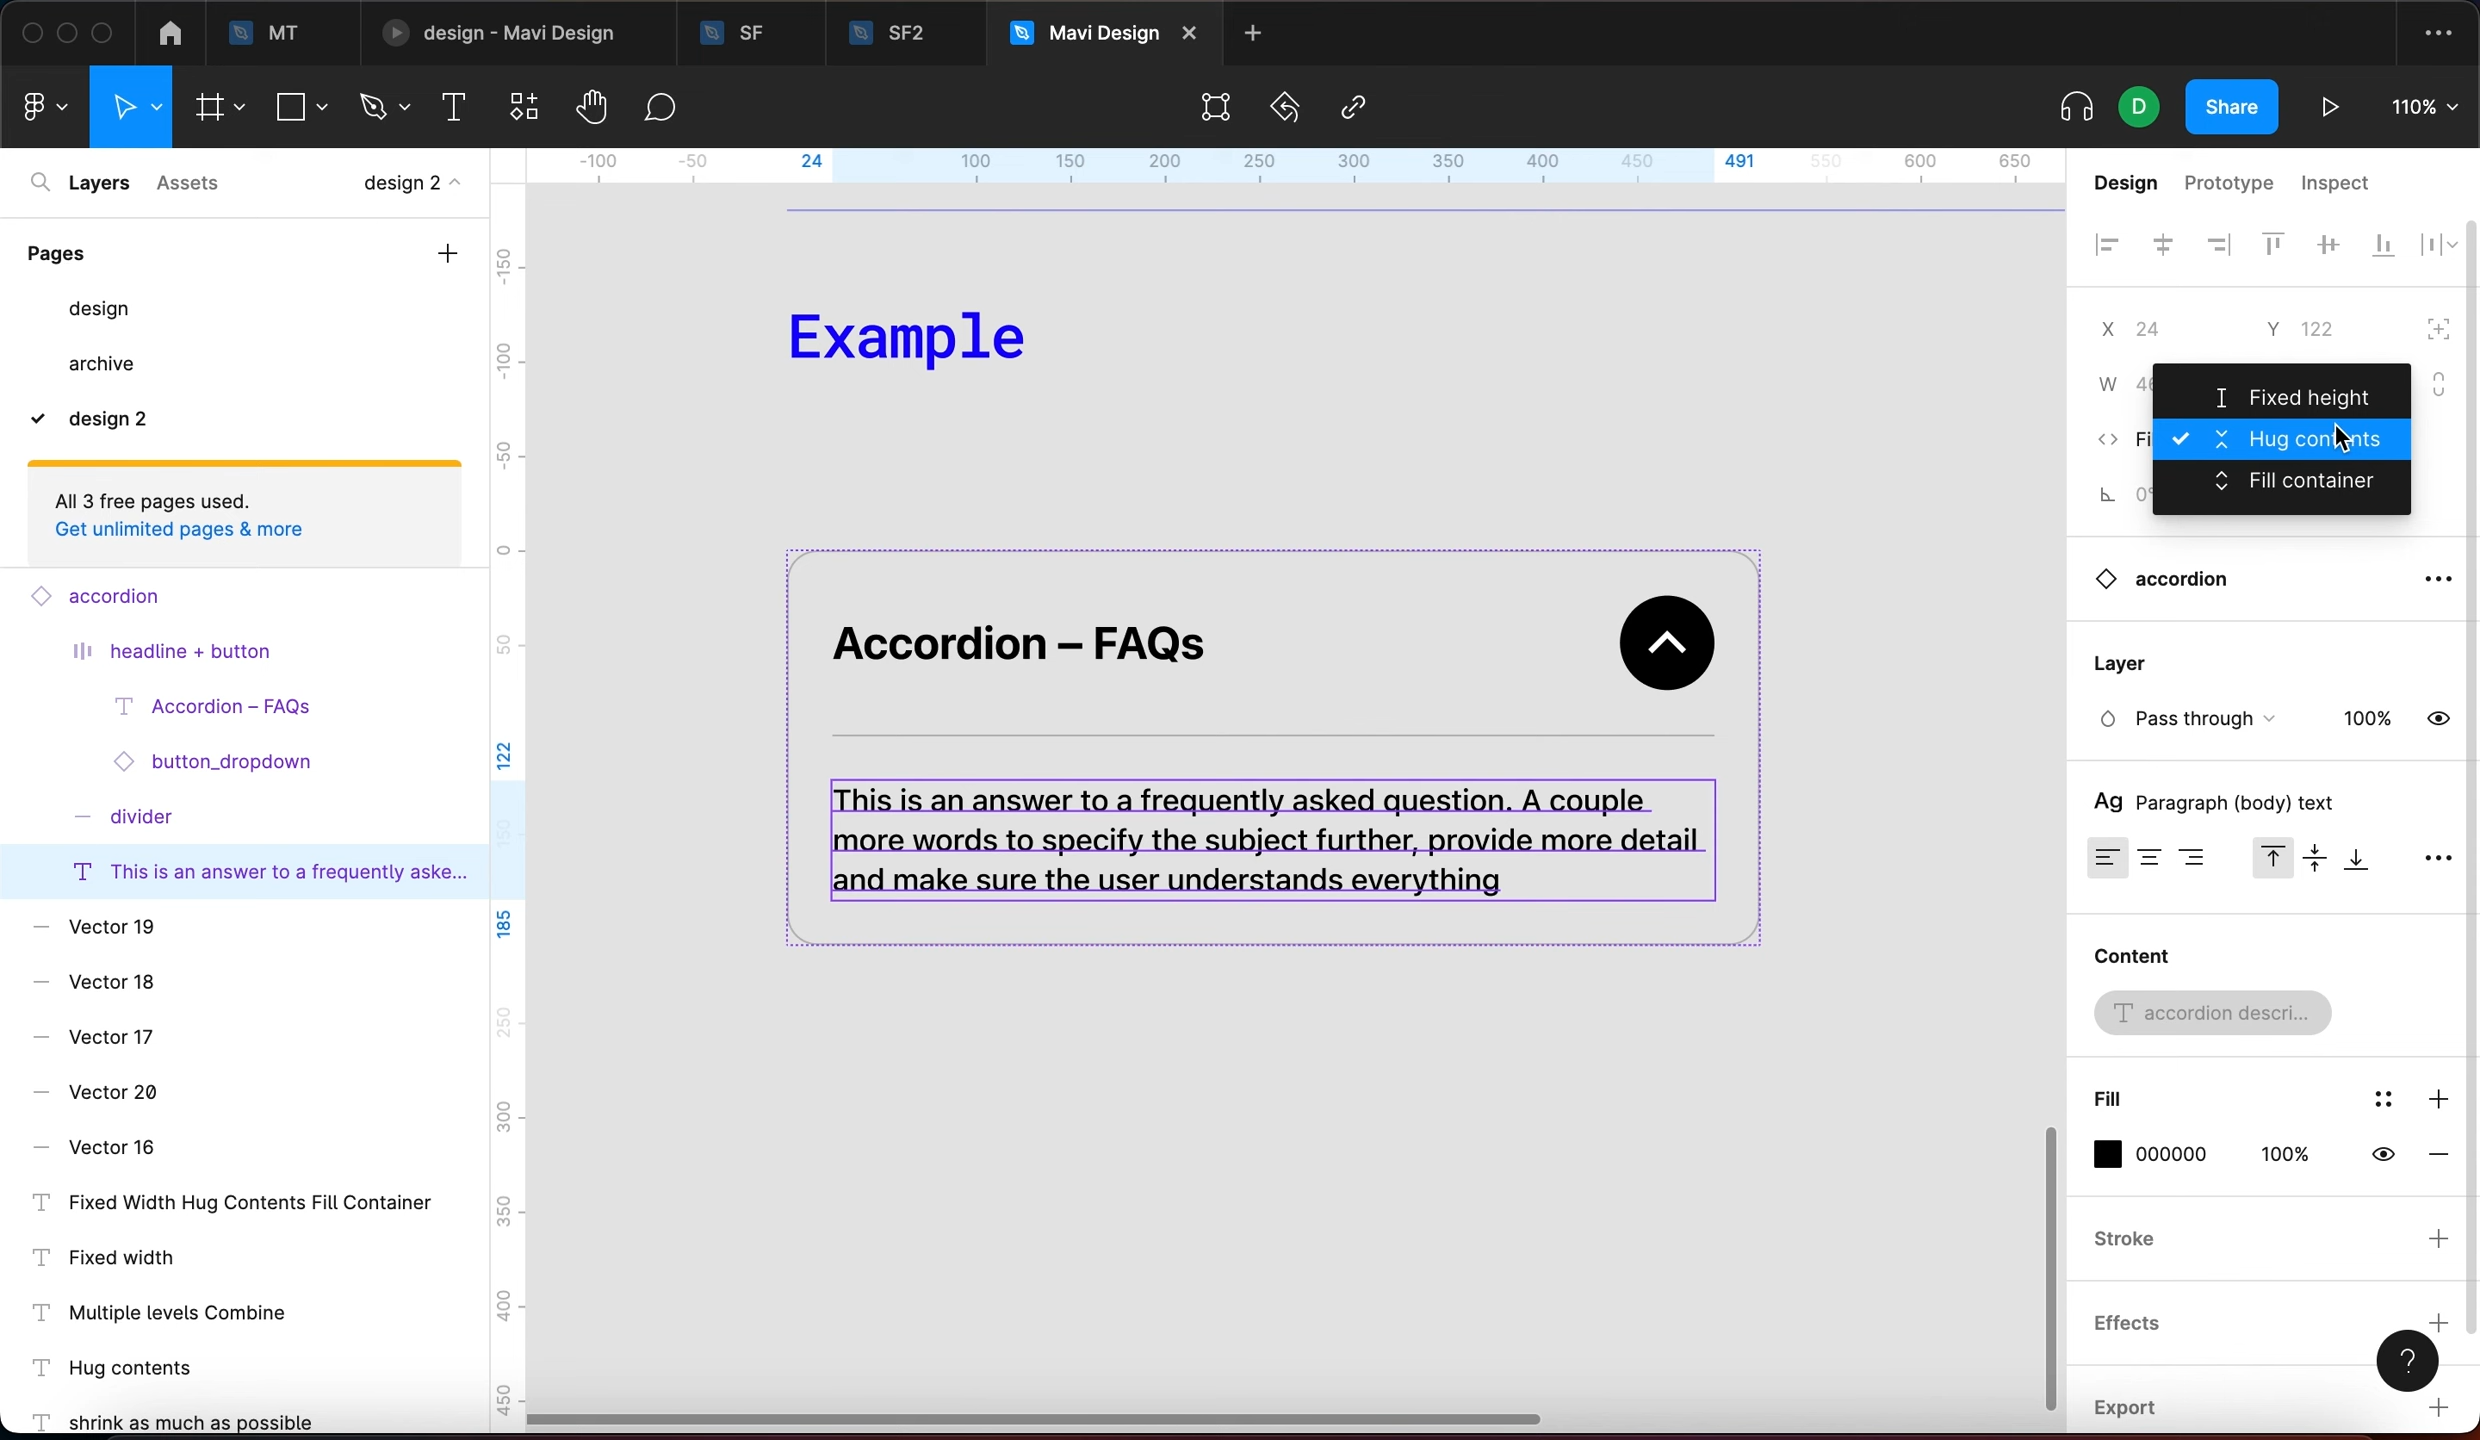 MT
design - Mavi Design
SF
SF2
Mavi Design
D
Share
110%
Layers
Assets
design 2
Pages
design
archive
design 2
All 3 free pages used.
Get unlimited pages & more
accordion
headline + button
Accordion – FAQs
button_dropdown
divider
This is an answer to a frequently aske...
Vector 19
Vector 18
Vector 17
Vector 20
Vector 16
Fixed Width Hug Contents Fill Container
Fixed width
Multiple levels Combine
Hug contents
shrink as much as possible
-100 -50 24 100 150 200 250 300 350 400 450 491 550 600 650
-150
-100
-50
0
50
122
150
185
250
300
350
400
450
Example
Accordion – FAQs
This is an answer to a frequently asked question. A couple
more words to specify the subject further, provide more detail
and make sure the user understands everything
Design
Prototype
Inspect
X 24
Y 122
W
Fixed height
Hug contents
Fill container
accordion
Layer
Pass through
100%
Ag Paragraph (body) text
Content
accordion descri...
Fill
000000
100%
Stroke
Effects
?
Export